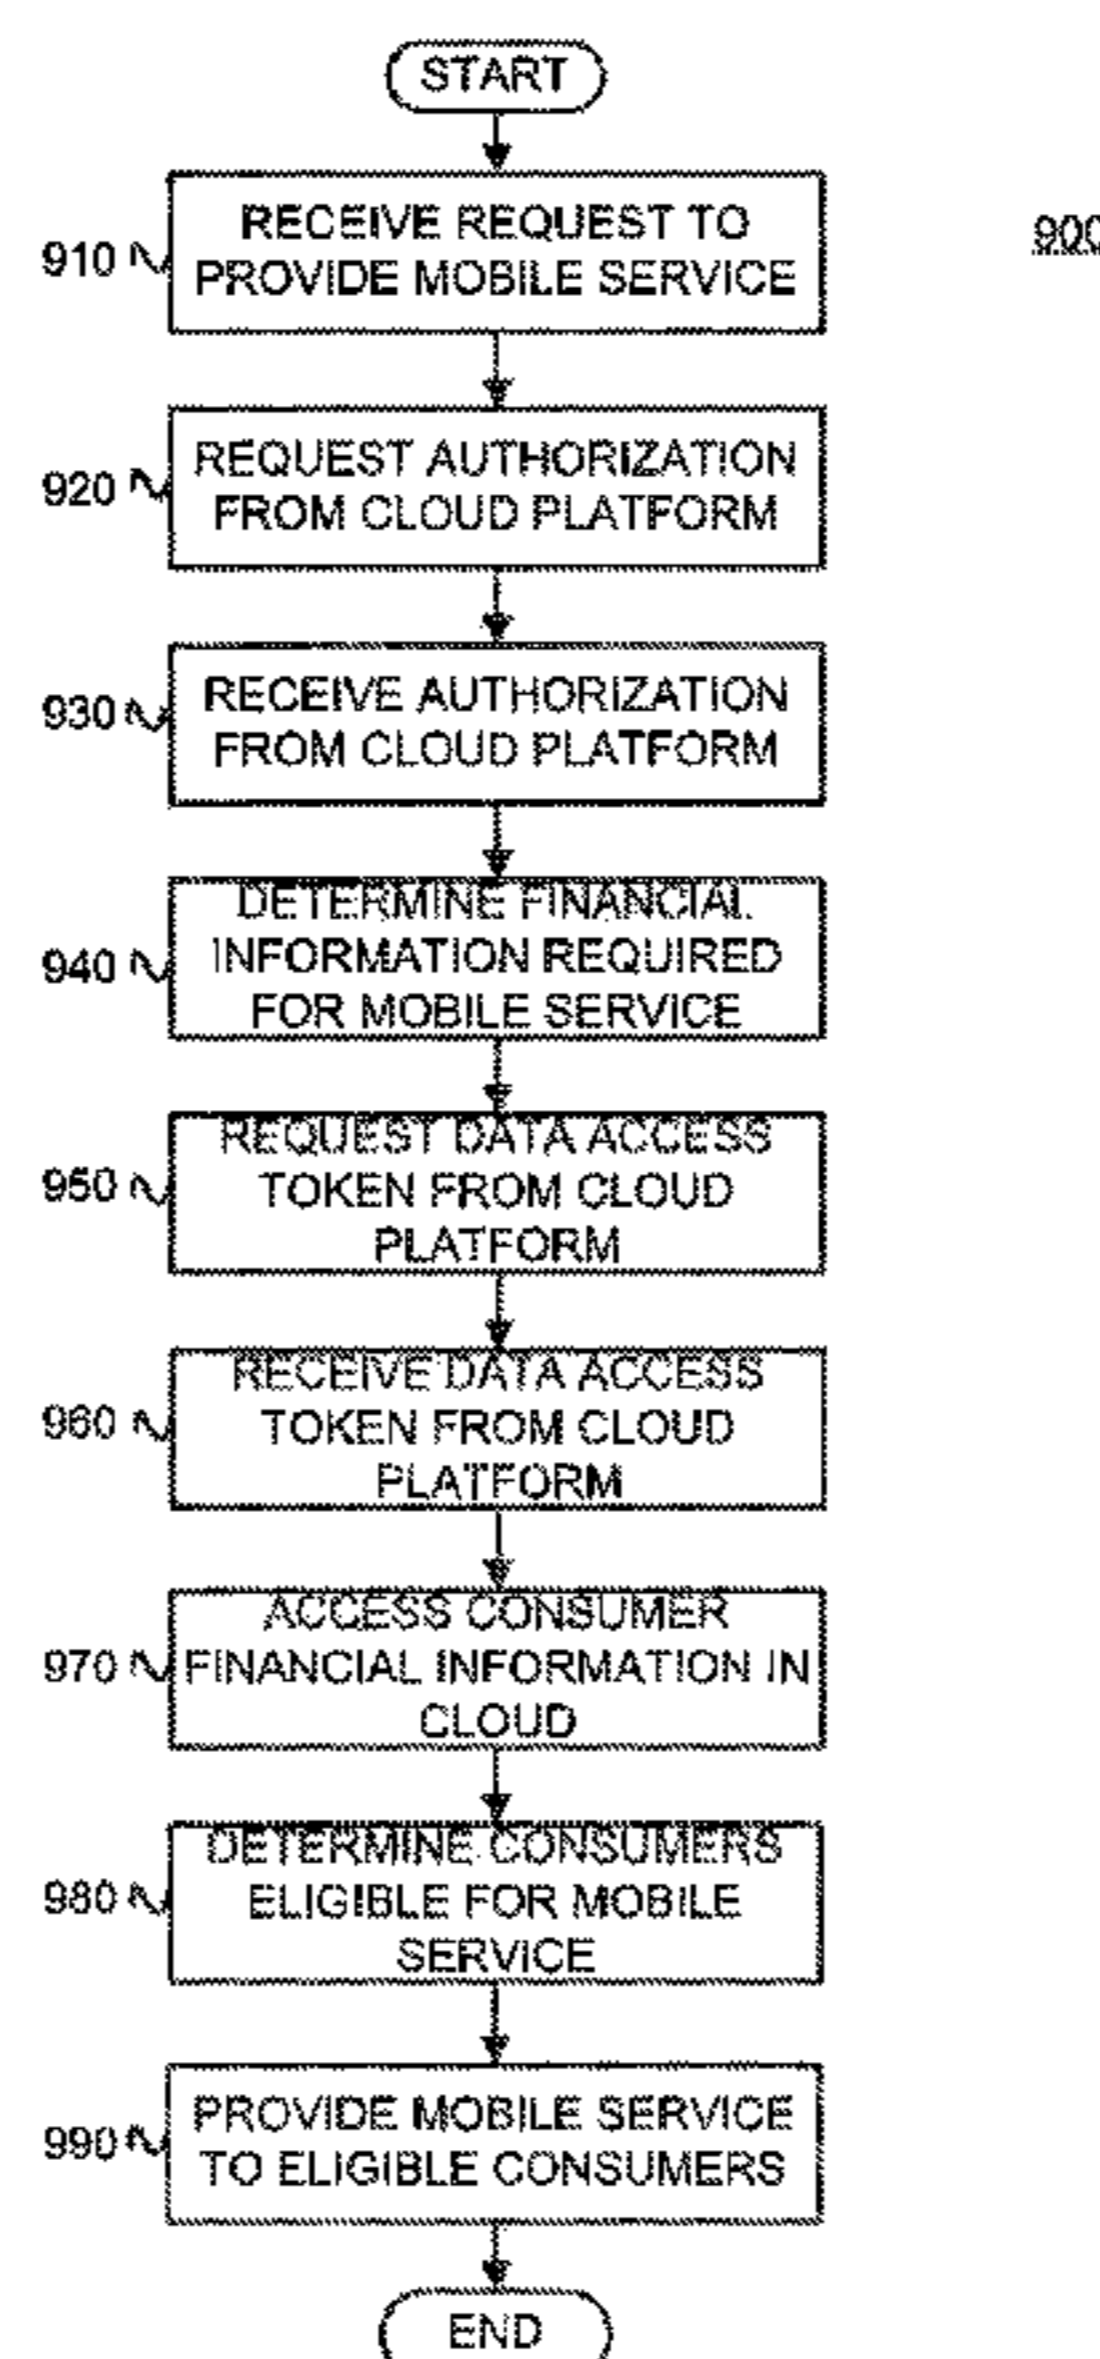 START
900
910
RECEIVE REQUEST TO
PROVIDE MOBILE SERVICE
920
REQUEST AUTHORIZATION
FROM CLOUD PLATFORM
930
RECEIVE AUTHORIZATION
FROM CLOUD PLATFORM
940
DETERMINE FINANCIAL
INFORMATION REQUIRED
FOR MOBILE SERVICE
950
REQUEST DATA ACCESS
TOKEN FROM CLOUD
PLATFORM
960
RECEIVE DATA ACCESS
TOKEN FROM CLOUD
PLATFORM
970
ACCESS CONSUMER
FINANCIAL INFORMATION IN
CLOUD
980
DETERMINE CONSUMERS
ELIGIBLE FOR MOBILE
SERVICE
990
PROVIDE MOBILE SERVICE
TO ELIGIBLE CONSUMERS
END